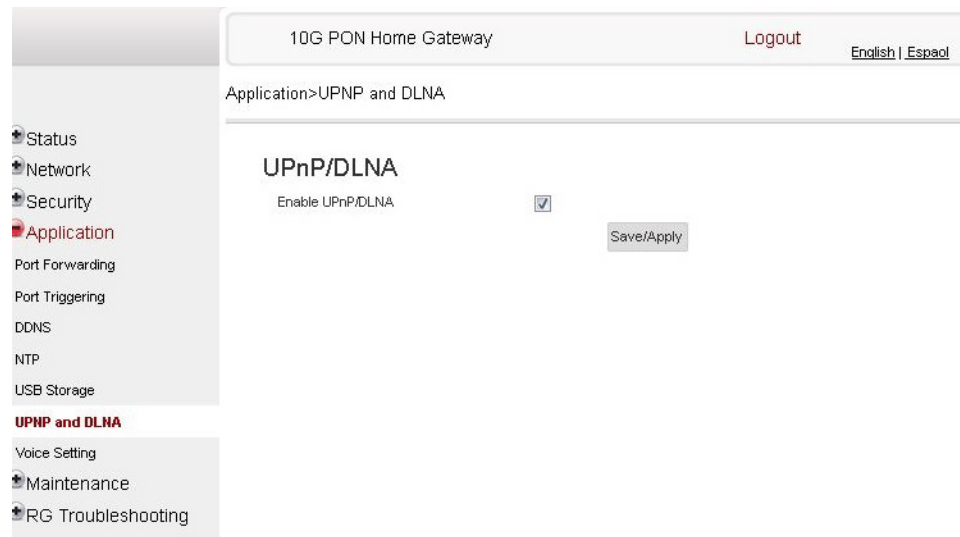 10G PON Home Gateway
Logout
English | Espaol
Application>UPNP and DLNA
Status
Network
Security
Application
Port Forwarding
Port Triggering
DDNS
NTP
USB Storage
UPNP and DLNA
Voice Setting
Maintenance
RG Troubleshooting
UPnP/DLNA
Enable UPnP/DLNA
Save/Apply